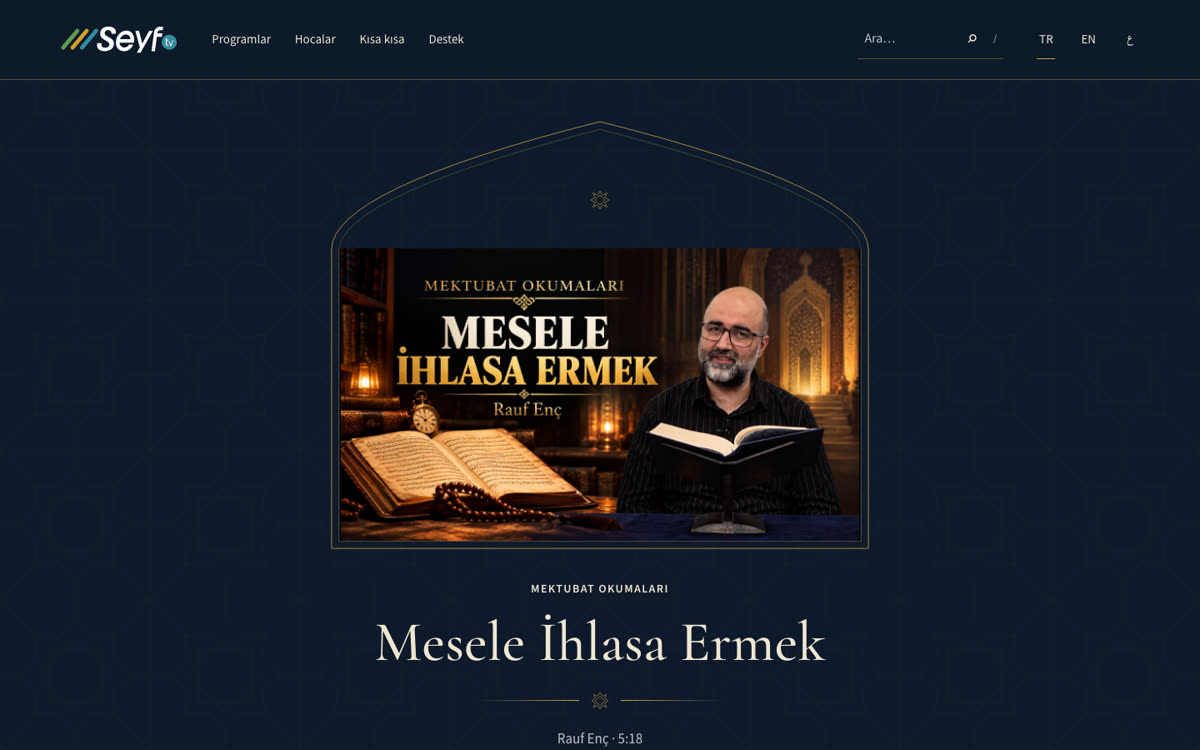 Seyf tv
Programlar
Hocalar
Kısa kısa
Destek
Ara...
/
TR
EN
ع
MEKTUBAT OKUMALARI
MESELE
İHLASA ERMEK
Rauf Enç
MEKTUBAT OKUMALARI
Mesele İhlasa Ermek
Rauf Enç · 5:18